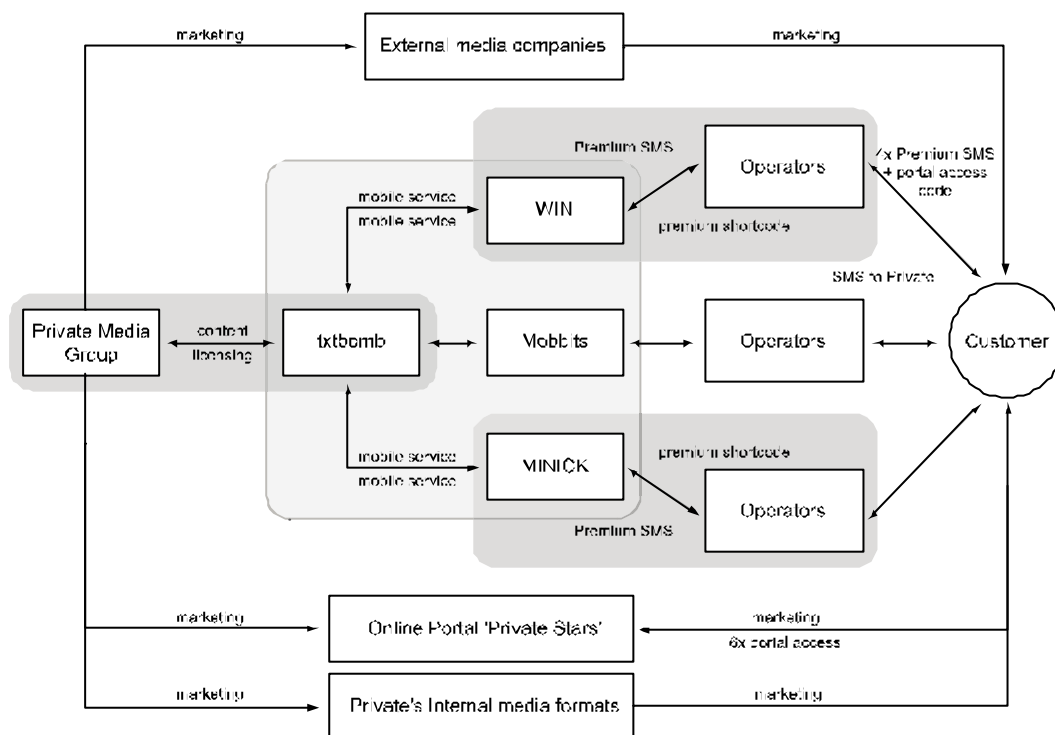 marketing
External media companies
marketing
Premium SMS
Operators
4x Premium SMS
+ portal access
code
mobile service
mobile service
WIN
premium shortcode
SMS to Private
Private Media
Group
content
licensing
txtbomb
Mobbits
Operators
Customer
mobile service
mobile service
MINICK
premium shortcode
Operators
Premium SMS
marketing
Online Portal 'Private Stars'
marketing
6x portal access
marketing
Private's Internal media formats
marketing